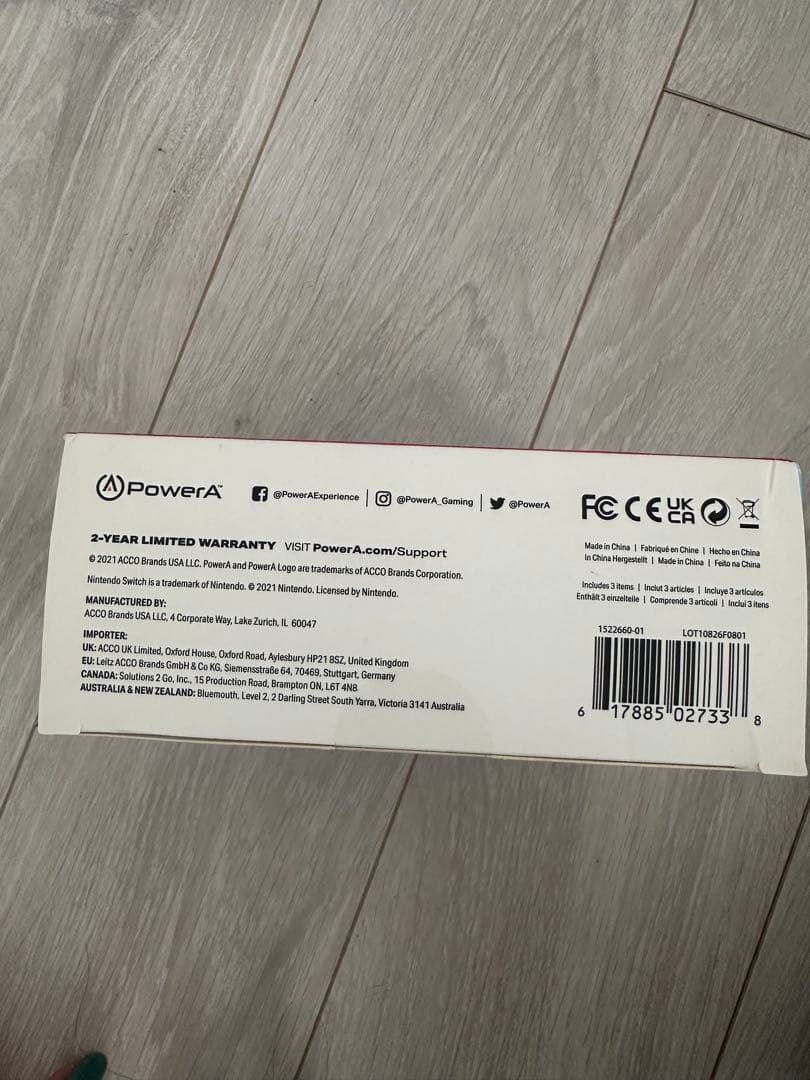 PowerA™
@PowerAExperience | @PowerA_Gaming | @PowerA
2-YEAR LIMITED WARRANTY VISIT PowerA.com/Support
© 2021 ACCO Brands USA LLC. PowerA and PowerA Logo are trademarks of ACCO Brands Corporation.
Nintendo Switch is a trademark of Nintendo. © 2021 Nintendo. Licensed by Nintendo.
MANUFACTURED BY:
ACCO Brands USA LLC, 4 Corporate Way, Lake Zurich, IL 60047
IMPORTER:
UK: ACCO UK Limited, Oxford House, Oxford Road, Aylesbury HP21 8SZ, United Kingdom
EU: Leitz ACCO Brands GmbH & Co KG, Siemensstraße 64, 70469, Stuttgart, Germany
CANADA: Solutions 2 Go, Inc., 15 Production Road, Brampton ON, L6T 4N8
AUSTRALIA & NEW ZEALAND: Bluemouth, Level 2, 2 Darling Street South Yarra, Victoria 3141 Australia
FC CE UK
CA
Made in China | Fabriqué en Chine | Hecho en China
In China Hergestellt | Made in China | Feito na China
Includes 3 items | Inclut 3 articles | Incluye 3 artículos
Enthält 3 einzelteile | Comprende 3 articoli | Inclui 3 itens
1522660-01 LOT10826F0801
6 17885 02733 8